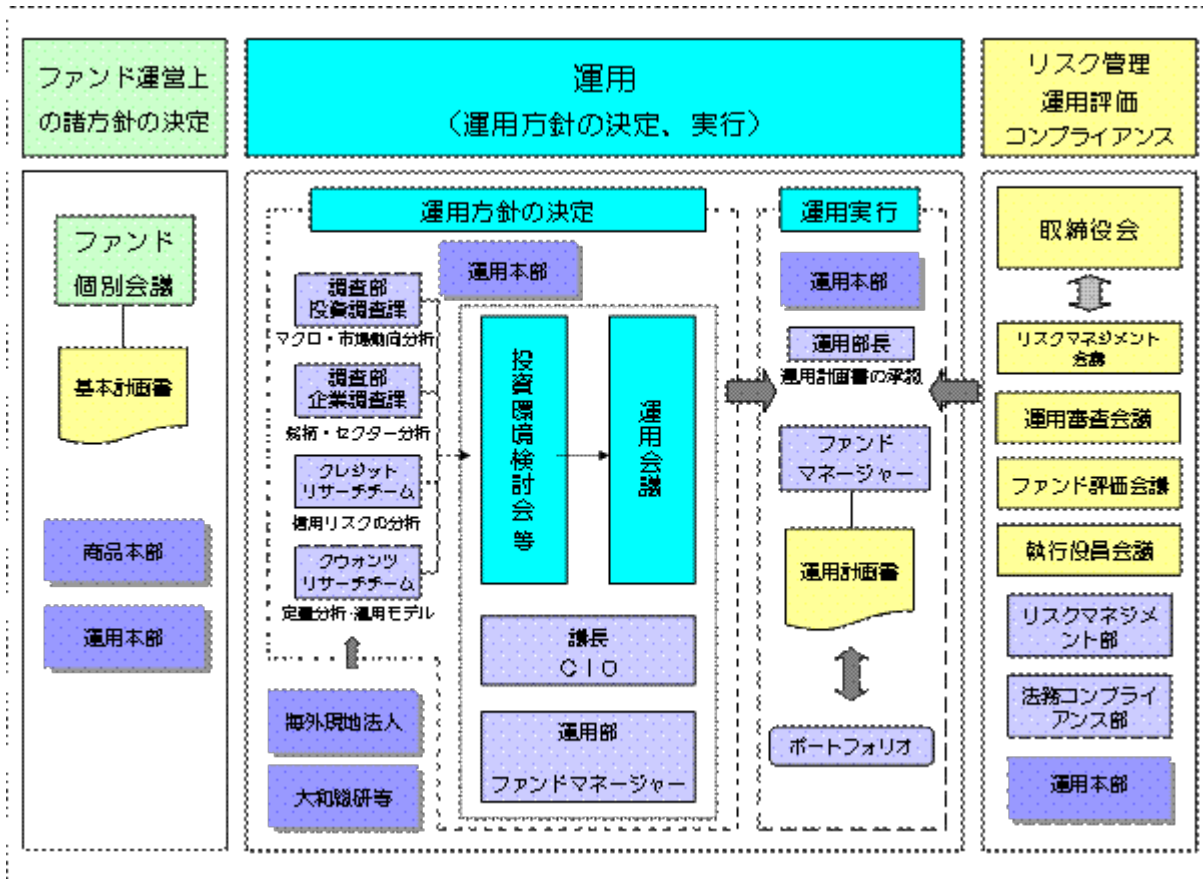 ファンド運営上
の諸方針の決定
運用
（運用方針の決定、実行）
リスク管理
運用評価
コンプライアンス
ファンド
個別会議
基本計画書
商品本部
運用本部
運用方針の決定
運用本部
調査部
投資調査課
マクロ・市場動向分析
調査部
企業調査課
銘柄・セクター分析
クレジット
リサーチチーム
信用リスクの分析
クウォンツ
リサーチチーム
定量分析・運用モデル
海外現地法人
大和総研等
投資環境検討会 等
運用会議
議長
ＣＩＯ
運用部
ファンドマネージャー
運用実行
運用本部
運用部長
運用計画書の承認
ファンド
マネージャー
運用計画書
ポートフォリオ
取締役会
リスクマネジメント
会議
運用審査会議
ファンド評価会議
執行役員会議
リスクマネジメ
ント部
法務コンプライ
アンス部
運用本部